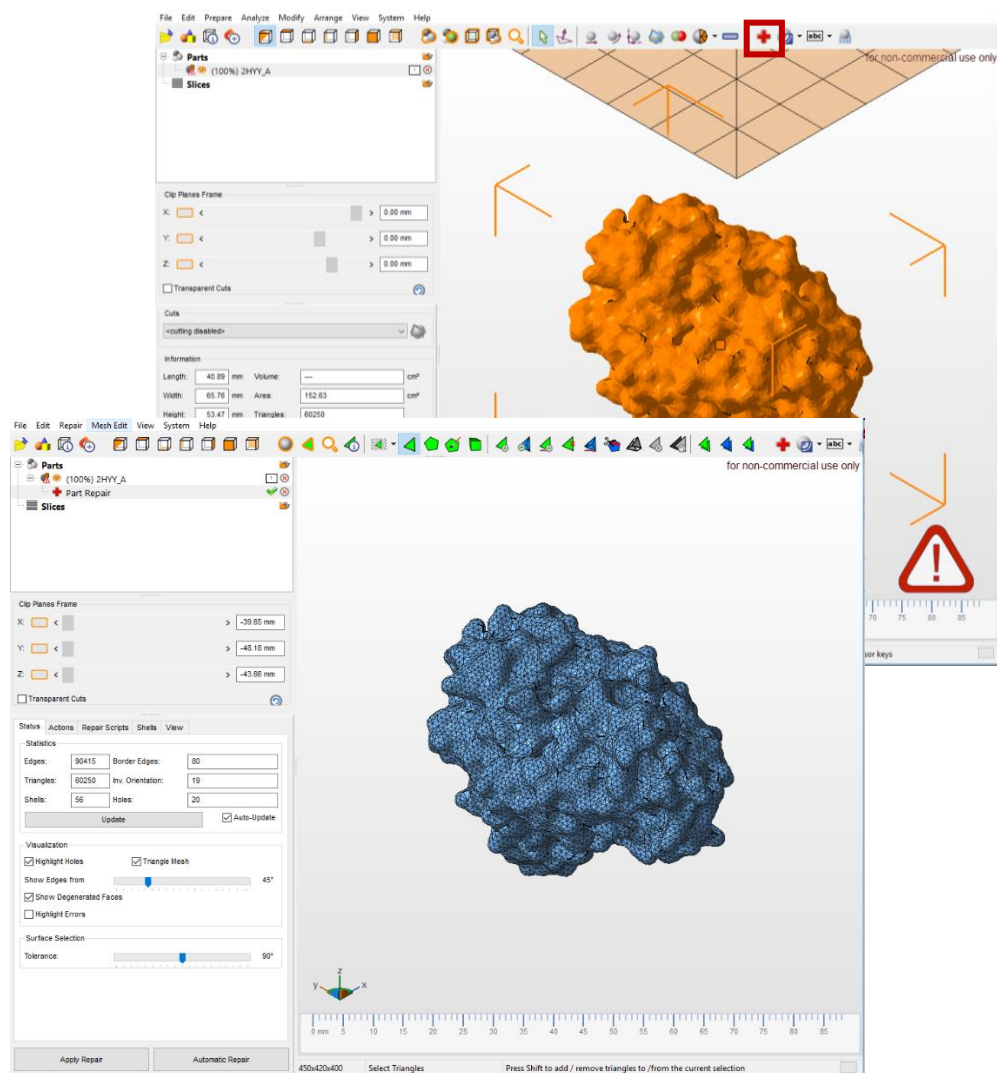 File Edit Prepare Analyze Modify Arrange View System Help
abc
for non-commercial use only
Parts
(100%) 2HYY_A
Slices
Clip Planes Frame
X: < > 0.00 mm
Y: < > 0.00 mm
Z: < > 0.00 mm
Transparent Cuts
Cuts
<cutting disabled>
Information
Length: 40.89 mm Volume: --- cm³
Width: 65.76 mm Area: 152.63 cm²
Height: 53.47 mm Triangles: 60250
70 75 80 85
sor keys
File Edit Repair Mesh Edit View System Help
abc
for non-commercial use only
Parts
(100%) 2HYY_A
Part Repair
Slices
Clip Planes Frame
X: < > -39.65 mm
Y: < > -48.18 mm
Z: < > -43.66 mm
Transparent Cuts
Status Actions Repair Scripts Shells View
Statistics
Edges: 90415 Border Edges: 80
Triangles: 60250 Inv. Orientation: 19
Shells: 56 Holes: 20
Update Auto-Update
Visualization
Highlight Holes Triangle Mesh
Show Edges from 45°
Show Degenerated Faces
Highlight Errors
Surface Selection
Tolerance: 90°
z
y x
0 mm 5 10 15 20 25 30 35 40 45 50 55 60 65 70 75 80 85
Apply Repair Automatic Repair
450x420x400 Select Triangles Press Shift to add / remove triangles to /from the current selection